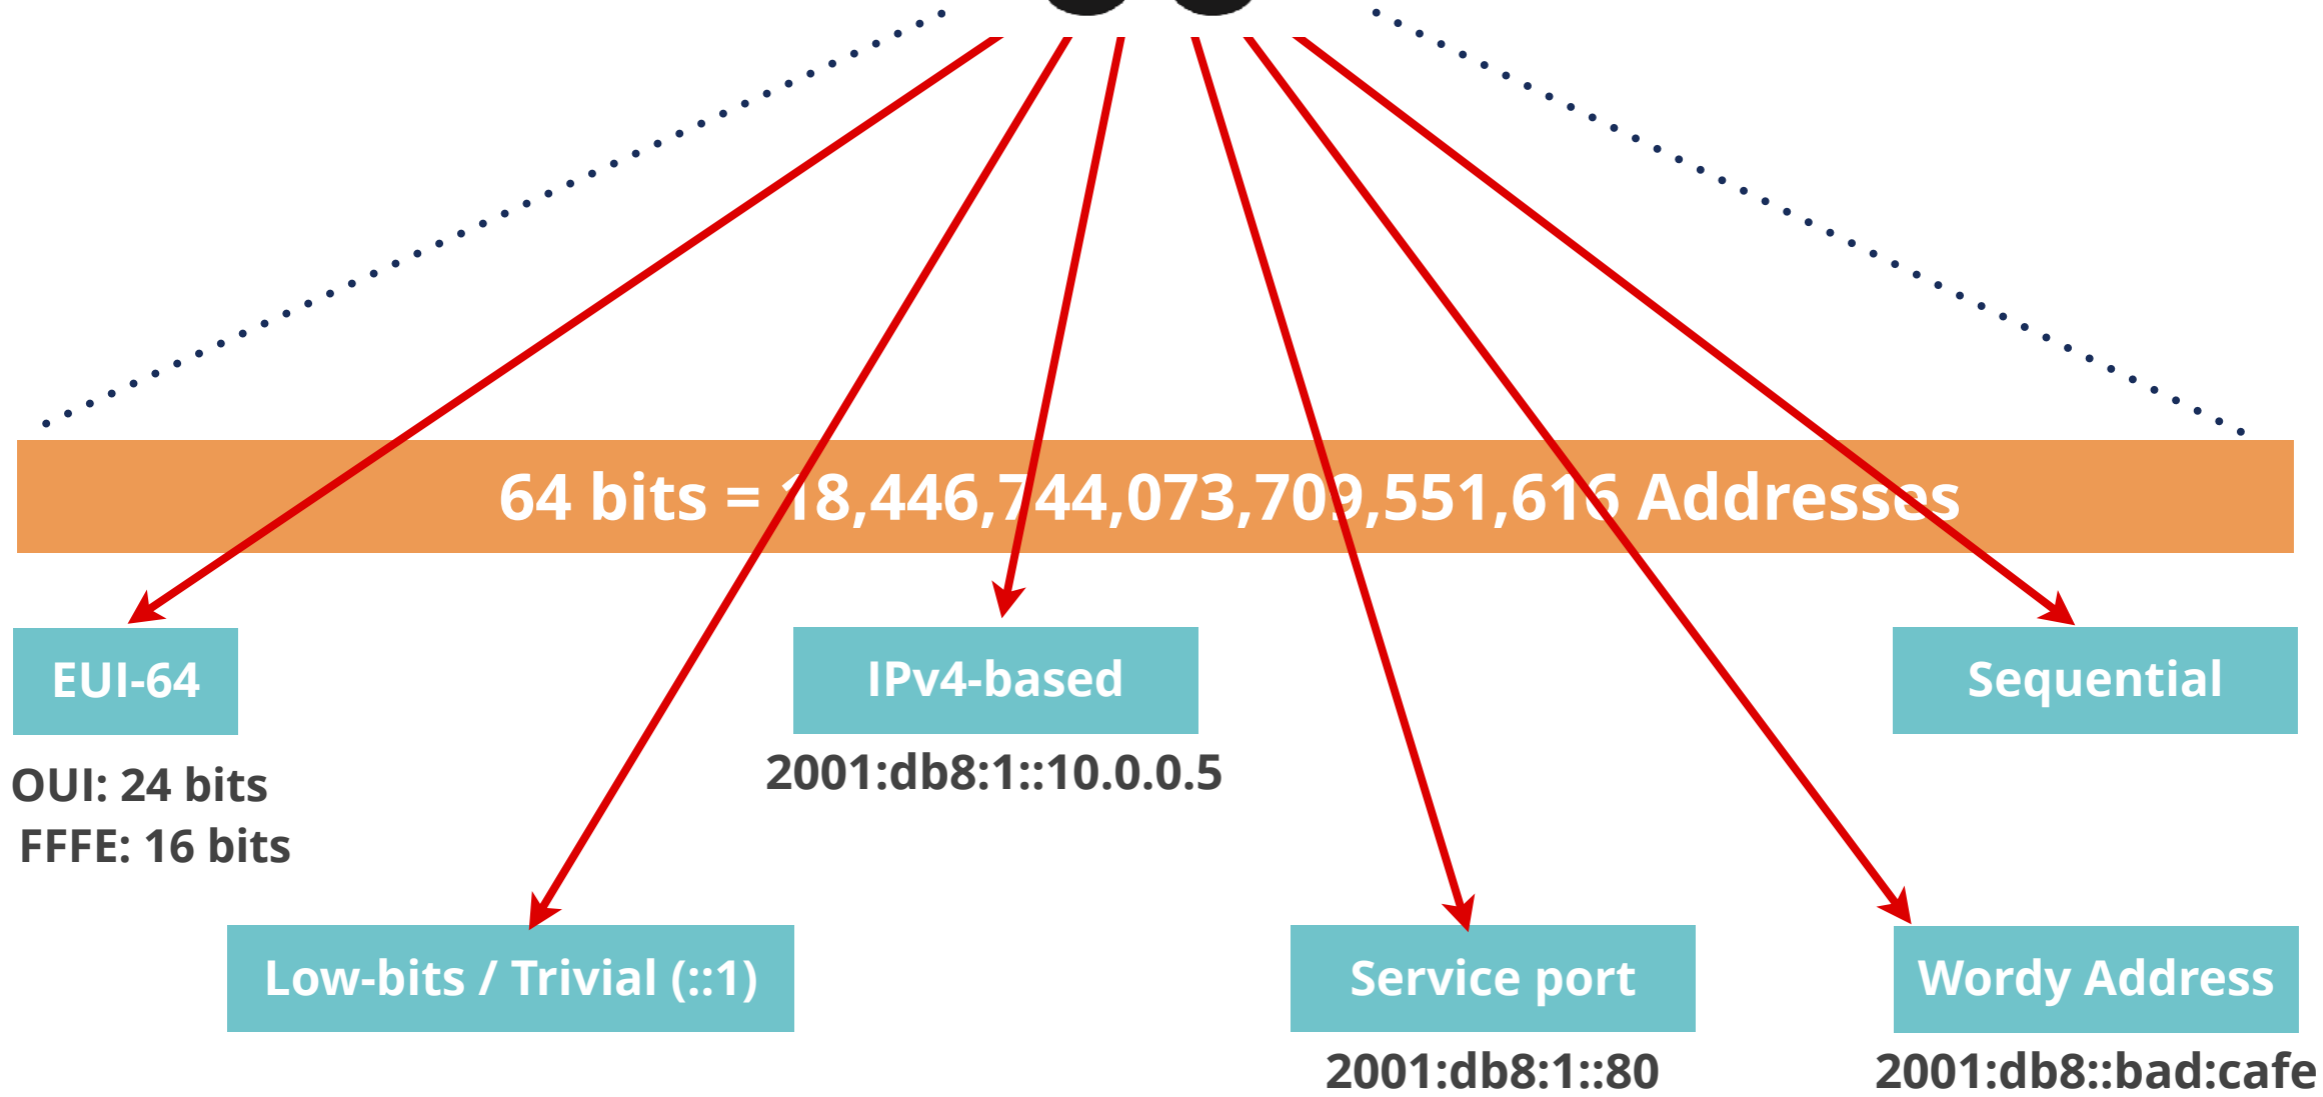 64 bits = 18,446,744,073,709,551,616 Addresses
EUI-64
OUI: 24 bits
FFFE: 16 bits
IPv4-based
2001:db8:1::10.0.0.5
Sequential
Low-bits / Trivial (::1)
Service port
2001:db8:1::80
Wordy Address
2001:db8::bad:cafe